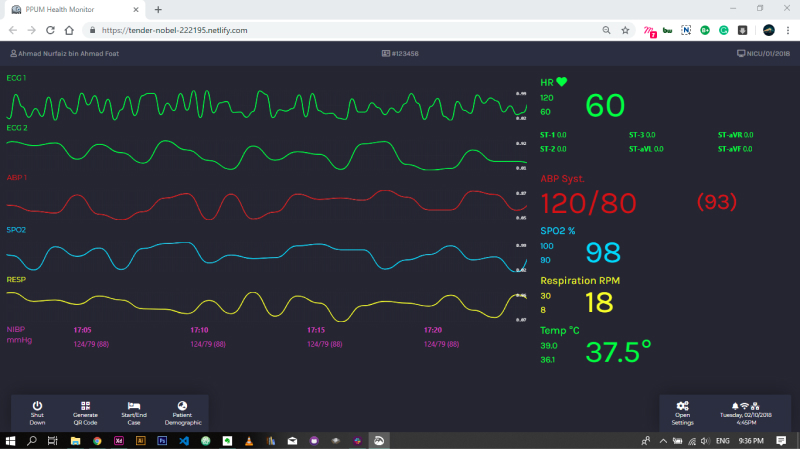 PPUM Health Monitor
https://tender-nobel-222195.netlify.com
Ahmad Nurfaiz bin Ahmad Foat
#123456
NICU/01/2018
ECG 1
ECG 2
ABP 1
SPO2
RESP
NIBP
mmHg
17:05
17:10
17:15
17:20
124/79 (88)
124/79 (88)
124/79 (88)
124/79 (88)
HR
120
60
60
ST-1 0.0
ST-3 0.0
ST-aVR 0.0
ST-2 0.0
ST-aVL 0.0
ST-aVF 0.0
ABP Syst.
120/80
(93)
SPO2 %
100
80
98
Respiration RPM
30
8
18
Temp °C
39.0
36.1
37.5°
Shut
Down
Generate
QR Code
Start/End
Case
Patient
Demographic
Open
Settings
Tuesday, 02/10/2018
4:45PM
ENG
9:36 PM